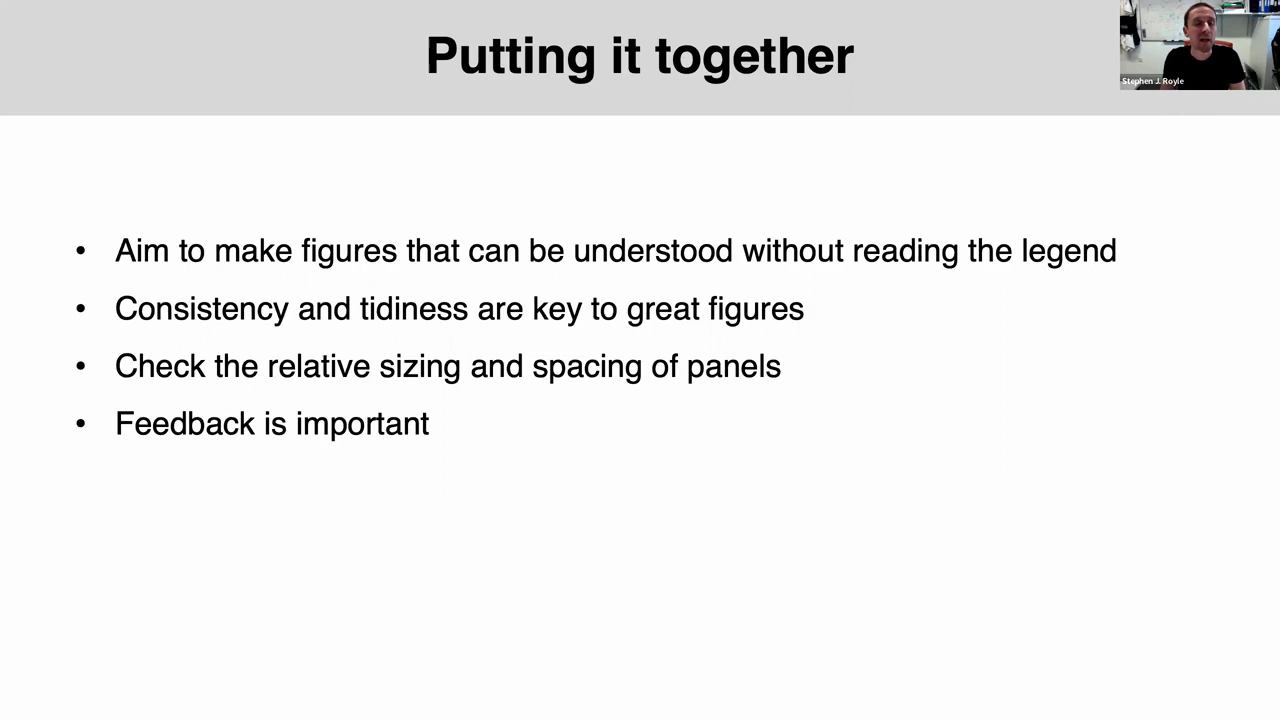 Putting it together
Stephen J. Royle
• Aim to make figures that can be understood without reading the legend
• Consistency and tidiness are key to great figures
• Check the relative sizing and spacing of panels
• Feedback is important